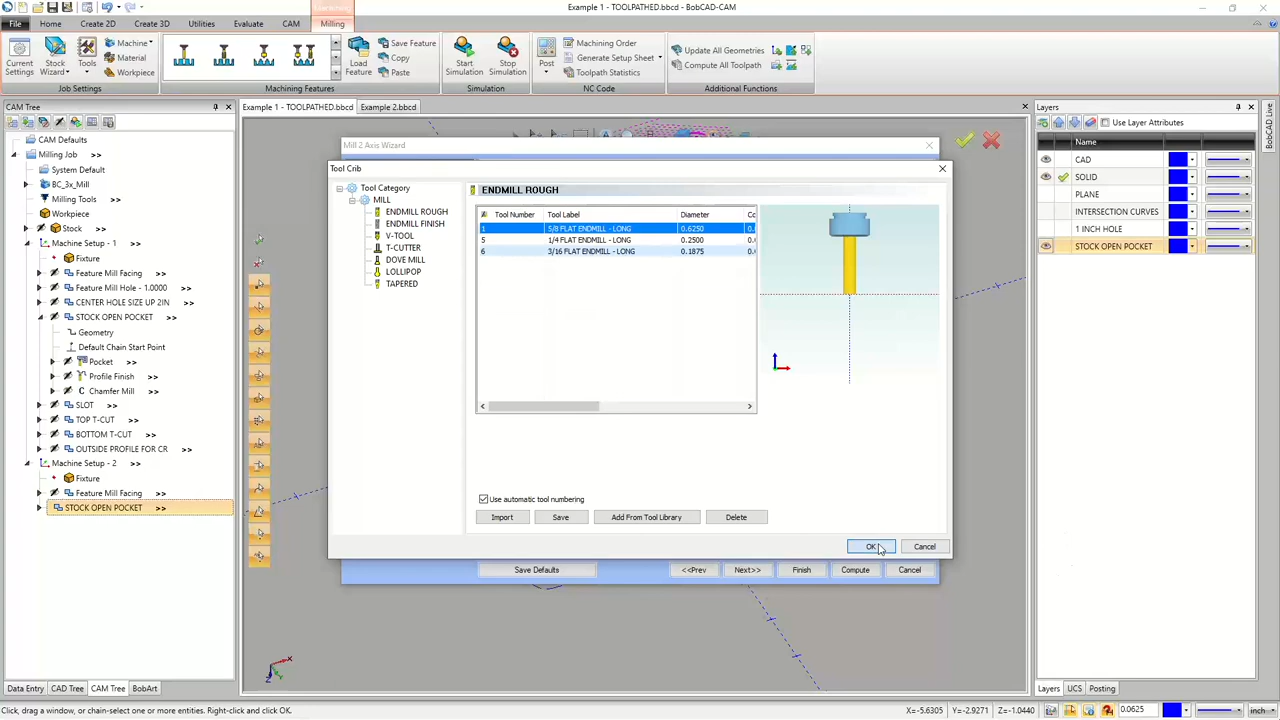 Machining
Example 1 - TOOLPATHED.bbcd - BobCAD-CAM
File
Home
Create 2D
Create 3D
Utilities
Evaluate
CAM
Milling
Current Settings
Stock Wizard
Tools
Machine
Material
Workpiece
Job Settings
Machining Features
Load Feature
Save Feature
Copy
Paste
Start Simulation
Stop Simulation
Simulation
Post
Machining Order
Generate Setup Sheet
Toolpath Statistics
NC Code
Update All Geometries
Compute All Toolpath
Additional Functions
CAM Tree
CAM Defaults
Milling Job >>
System Default
BC_3x_Mill >>
Milling Tools >>
Workpiece
Stock >>
Machine Setup - 1 >>
Fixture
Feature Mill Facing >>
Feature Mill Hole - 1.0000 >>
CENTER HOLE SIZE UP 2IN >>
STOCK OPEN POCKET >>
Geometry
Default Chain Start Point
Pocket >>
Profile Finish >>
Chamfer Mill >>
SLOT >>
TOP T-CUT >>
BOTTOM T-CUT >>
OUTSIDE PROFILE FOR CR >>
Machine Setup - 2 >>
Fixture
Feature Mill Facing >>
STOCK OPEN POCKET >>
Data Entry
CAD Tree
CAM Tree
BobArt
Example 1 - TOOLPATHED.bbcd
Example 2.bbcd
Mill 2 Axis Wizard
Tool Crib
Tool Category
MILL
ENDMILL ROUGH
ENDMILL FINISH
V-TOOL
T-CUTTER
DOVE MILL
LOLLIPOP
TAPERED
ENDMILL ROUGH
Tool Number Tool Label Diameter Co
1 5/8 FLAT ENDMILL - LONG 0.6250 0.
5 1/4 FLAT ENDMILL - LONG 0.2500 0.
6 3/16 FLAT ENDMILL - LONG 0.1875 0.
Use automatic tool numbering
Import
Save
Add From Tool Library
Delete
OK
Cancel
Save Defaults
<<Prev
Next>>
Finish
Compute
Cancel
Layers
Use Layer Attributes
Name
CAD
SOLID
PLANE
INTERSECTION CURVES
1 INCH HOLE
STOCK OPEN POCKET
BobCAD Live
Layers
UCS
Posting
Click, drag a window, or chain-select one or more entities. Right-click and click OK.
X=-5.6305 Y=-2.9271 Z=-1.0440
0.0625
inch